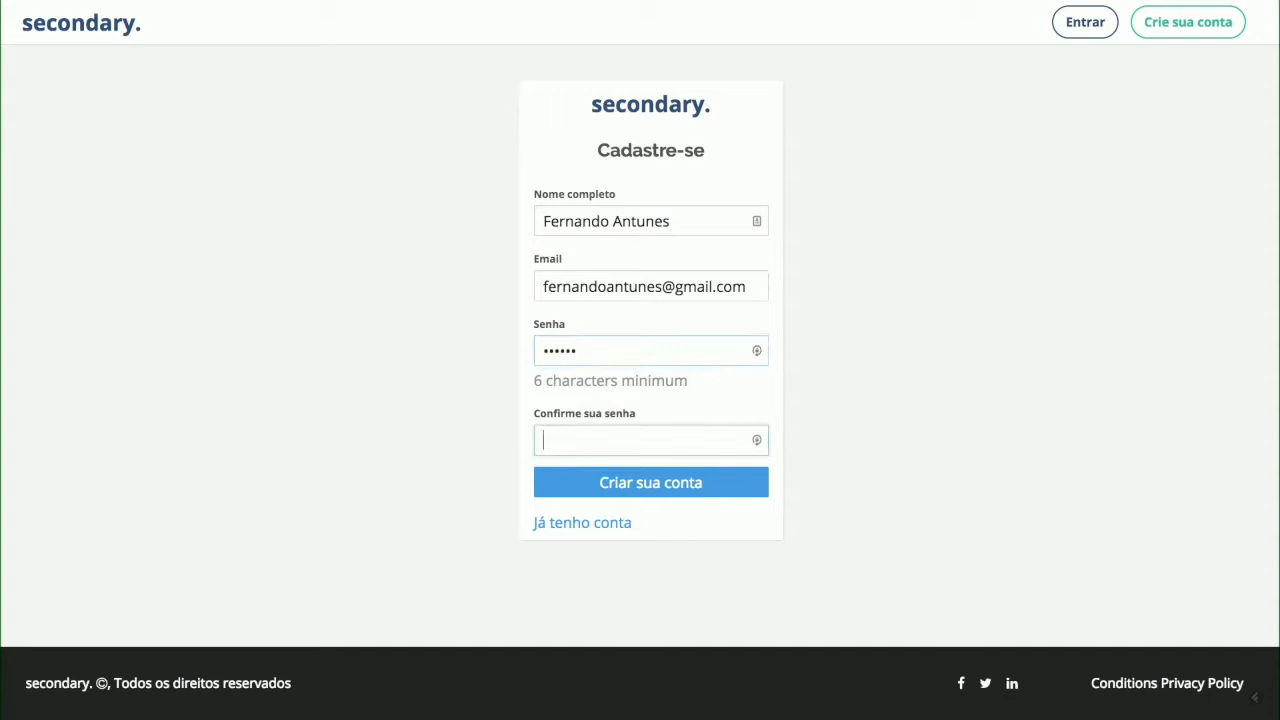 secondary.
Entrar
Crie sua conta
secondary.
Cadastre-se
Nome completo
Fernando Antunes
Email
fernandoantunes@gmail.com
Senha
••••••
6 characters minimum
Confirme sua senha
Criar sua conta
Já tenho conta
secondary. ©, Todos os direitos reservados
Conditions Privacy Policy